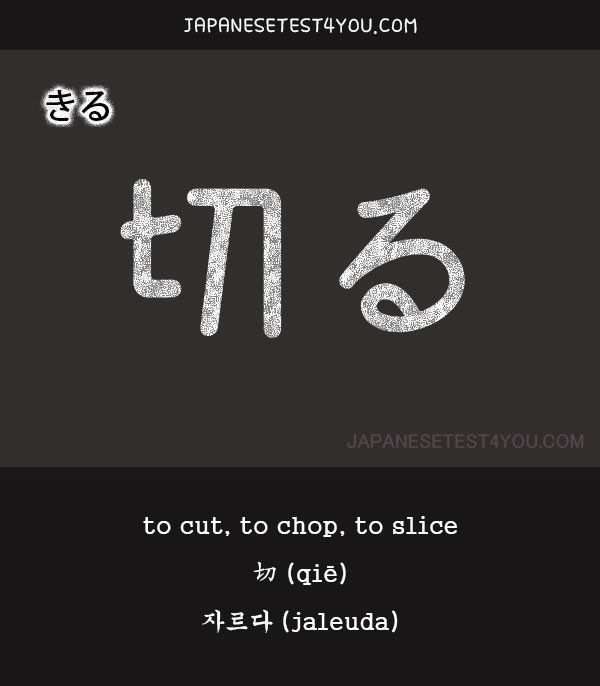 JAPANESETEST4YOU.COM
きる
切る
JAPANESETEST4YOU.COM
to cut, to chop, to slice
切 (qiē)
자르다 (jaleuda)